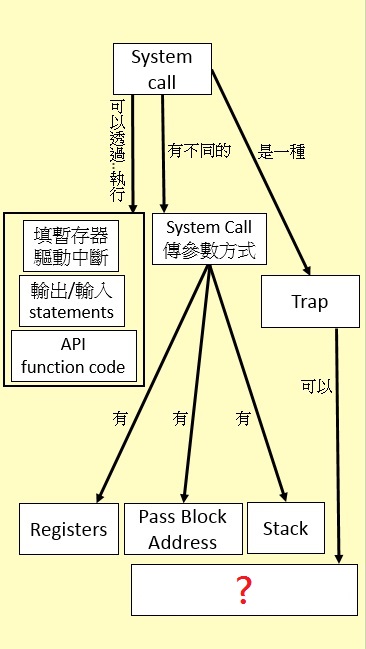 System
call
可以透過...執行
有不同的
是一種
填暫存器
驅動中斷
輸出/輸入
statements
API
function code
System Call
傳參數方式
Trap
可以
有
有
有
Registers
Pass Block
Address
Stack
?